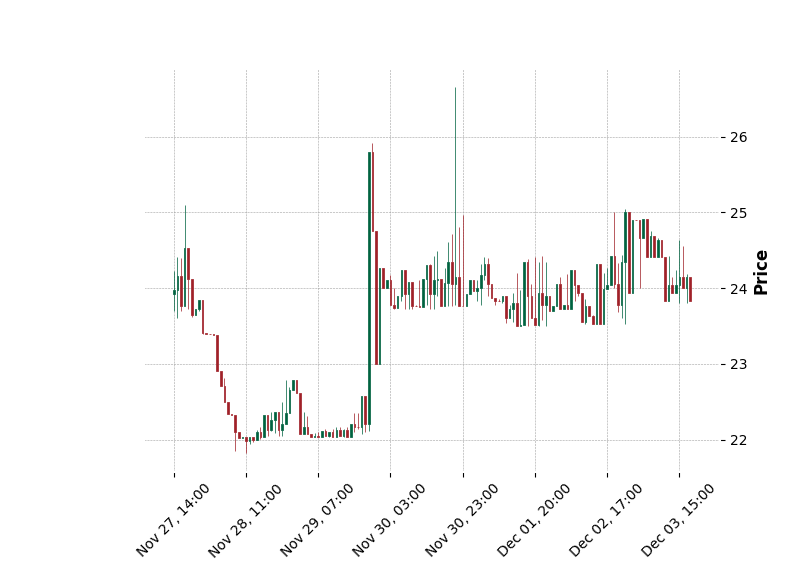 26
25
24
23
22
Price
Nov 27, 14:00
Nov 28, 11:00
Nov 29, 07:00
Nov 30, 03:00
Nov 30, 23:00
Dec 01, 20:00
Dec 02, 17:00
Dec 03, 15:00